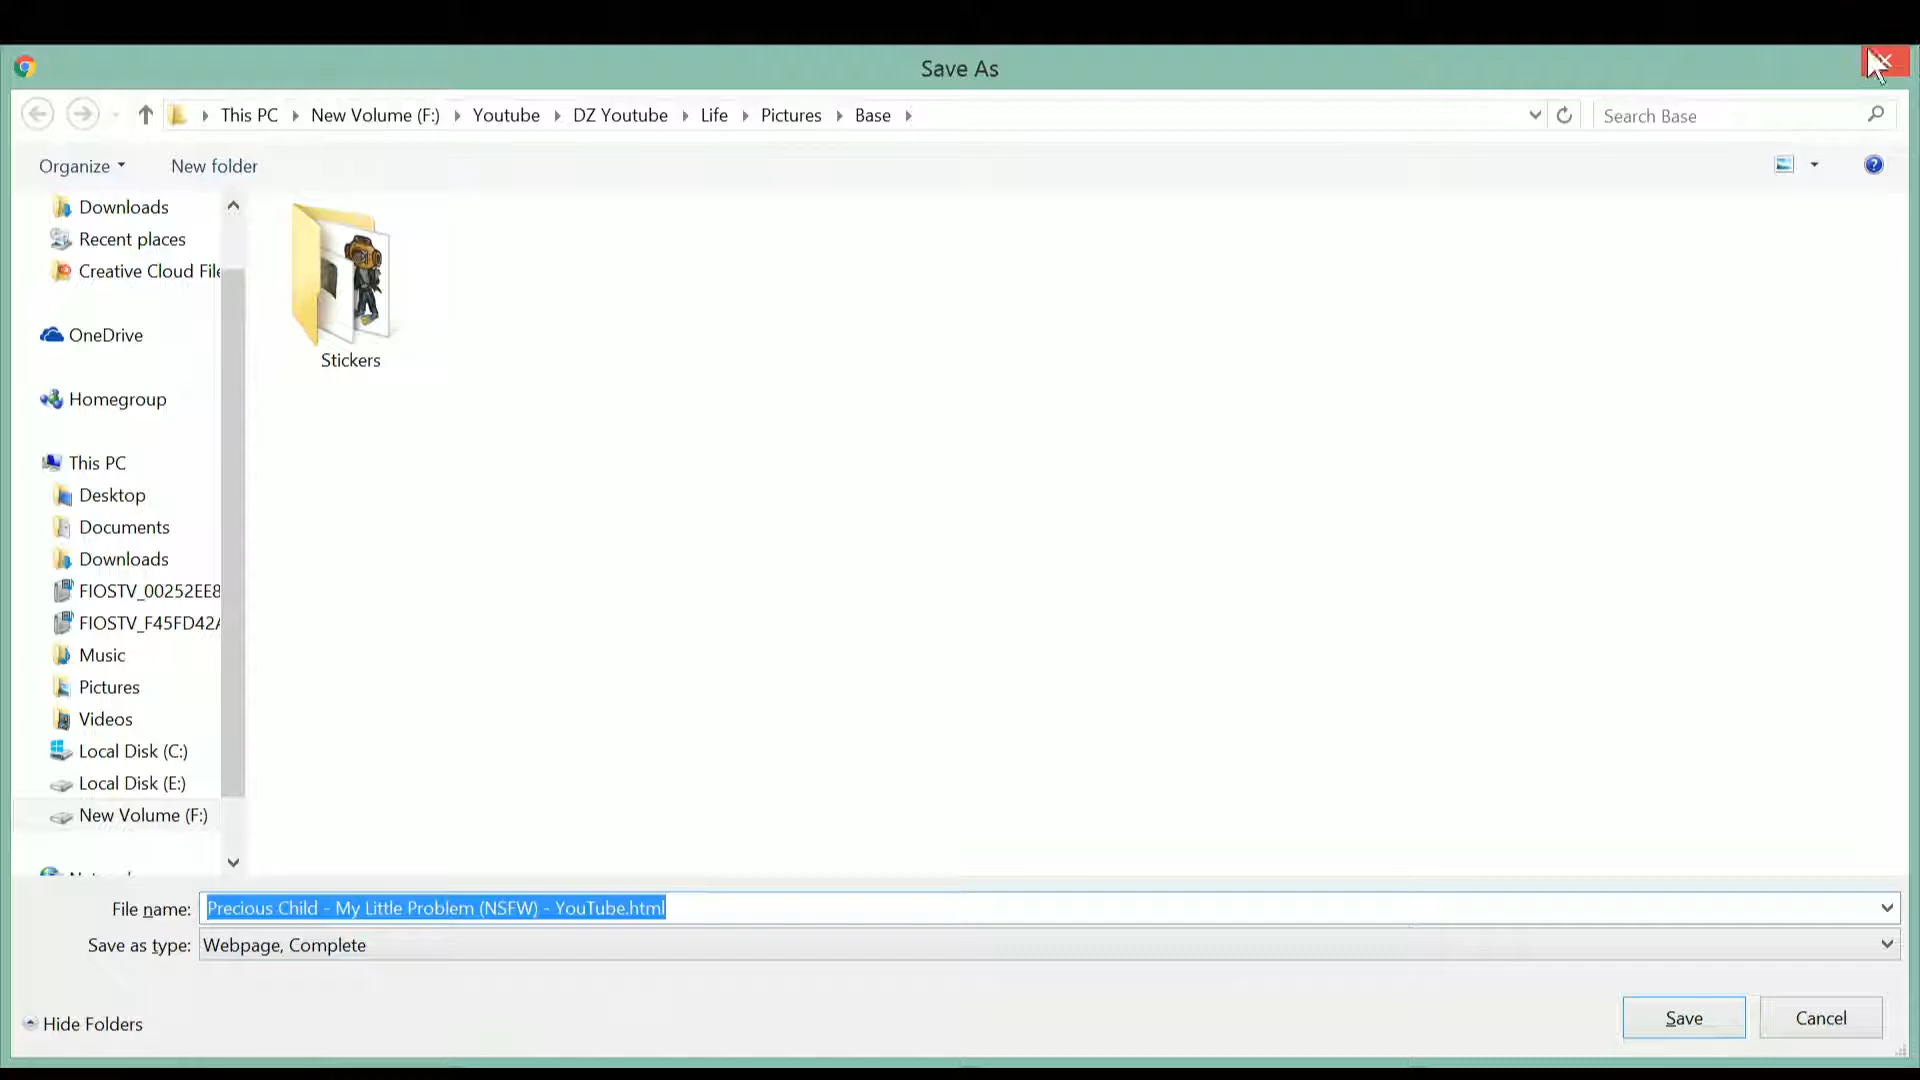 Save As
This PC New Volume (F:) Youtube DZ Youtube Life Pictures Base
Search Base
Organize New folder
Downloads
Recent places
Creative Cloud File
OneDrive
Homegroup
This PC
Desktop
Documents
Downloads
FIOSTV_00252EE8
FIOSTV_F45FD42A
Music
Pictures
Videos
Local Disk (C:)
Local Disk (E:)
New Volume (F:)
Stickers
File name: Precious Child - My Little Problem (NSFW) - YouTube.html
Save as type: Webpage, Complete
Hide Folders
Save Cancel